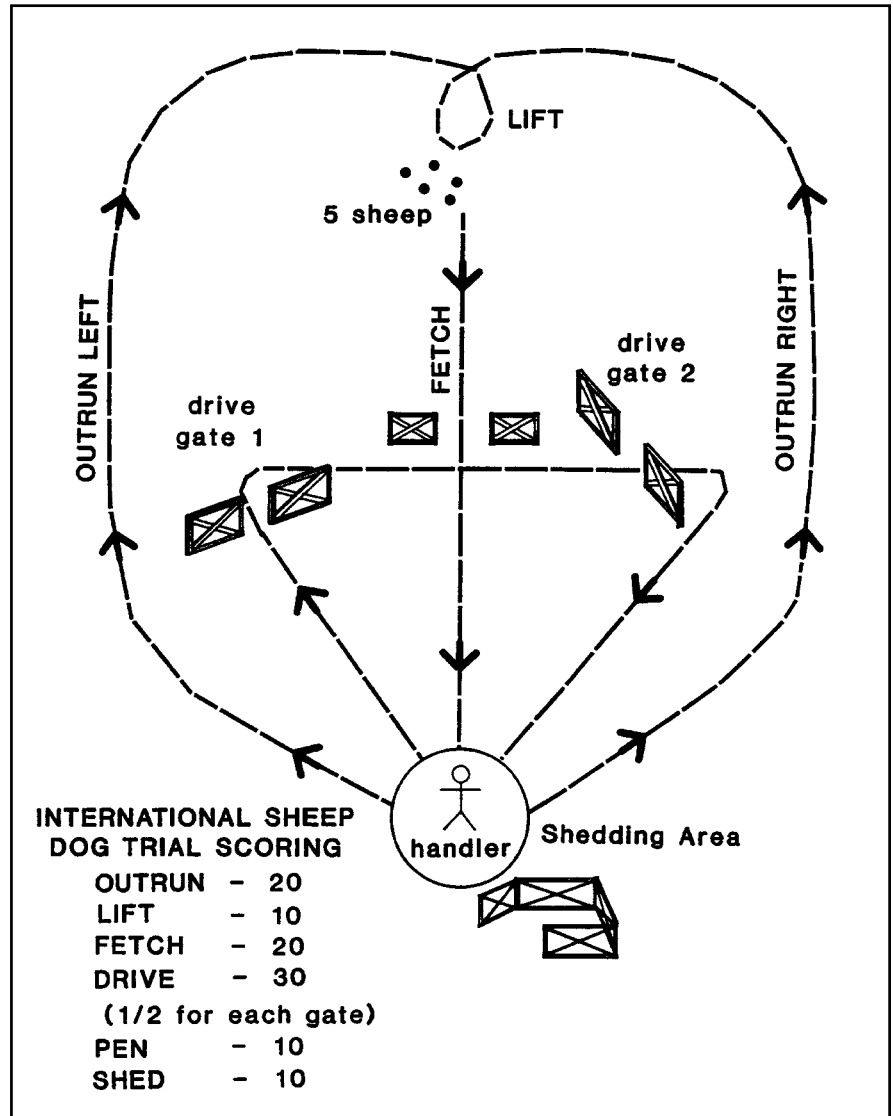 LIFT
5 sheep
OUTRUN LEFT
FETCH
OUTRUN RIGHT
drive
gate 2
drive
gate 1
handler
Shedding Area
INTERNATIONAL SHEEP
DOG TRIAL SCORING
OUTRUN - 20
LIFT - 10
FETCH - 20
DRIVE - 30
(1/2 for each gate)
PEN - 10
SHED - 10